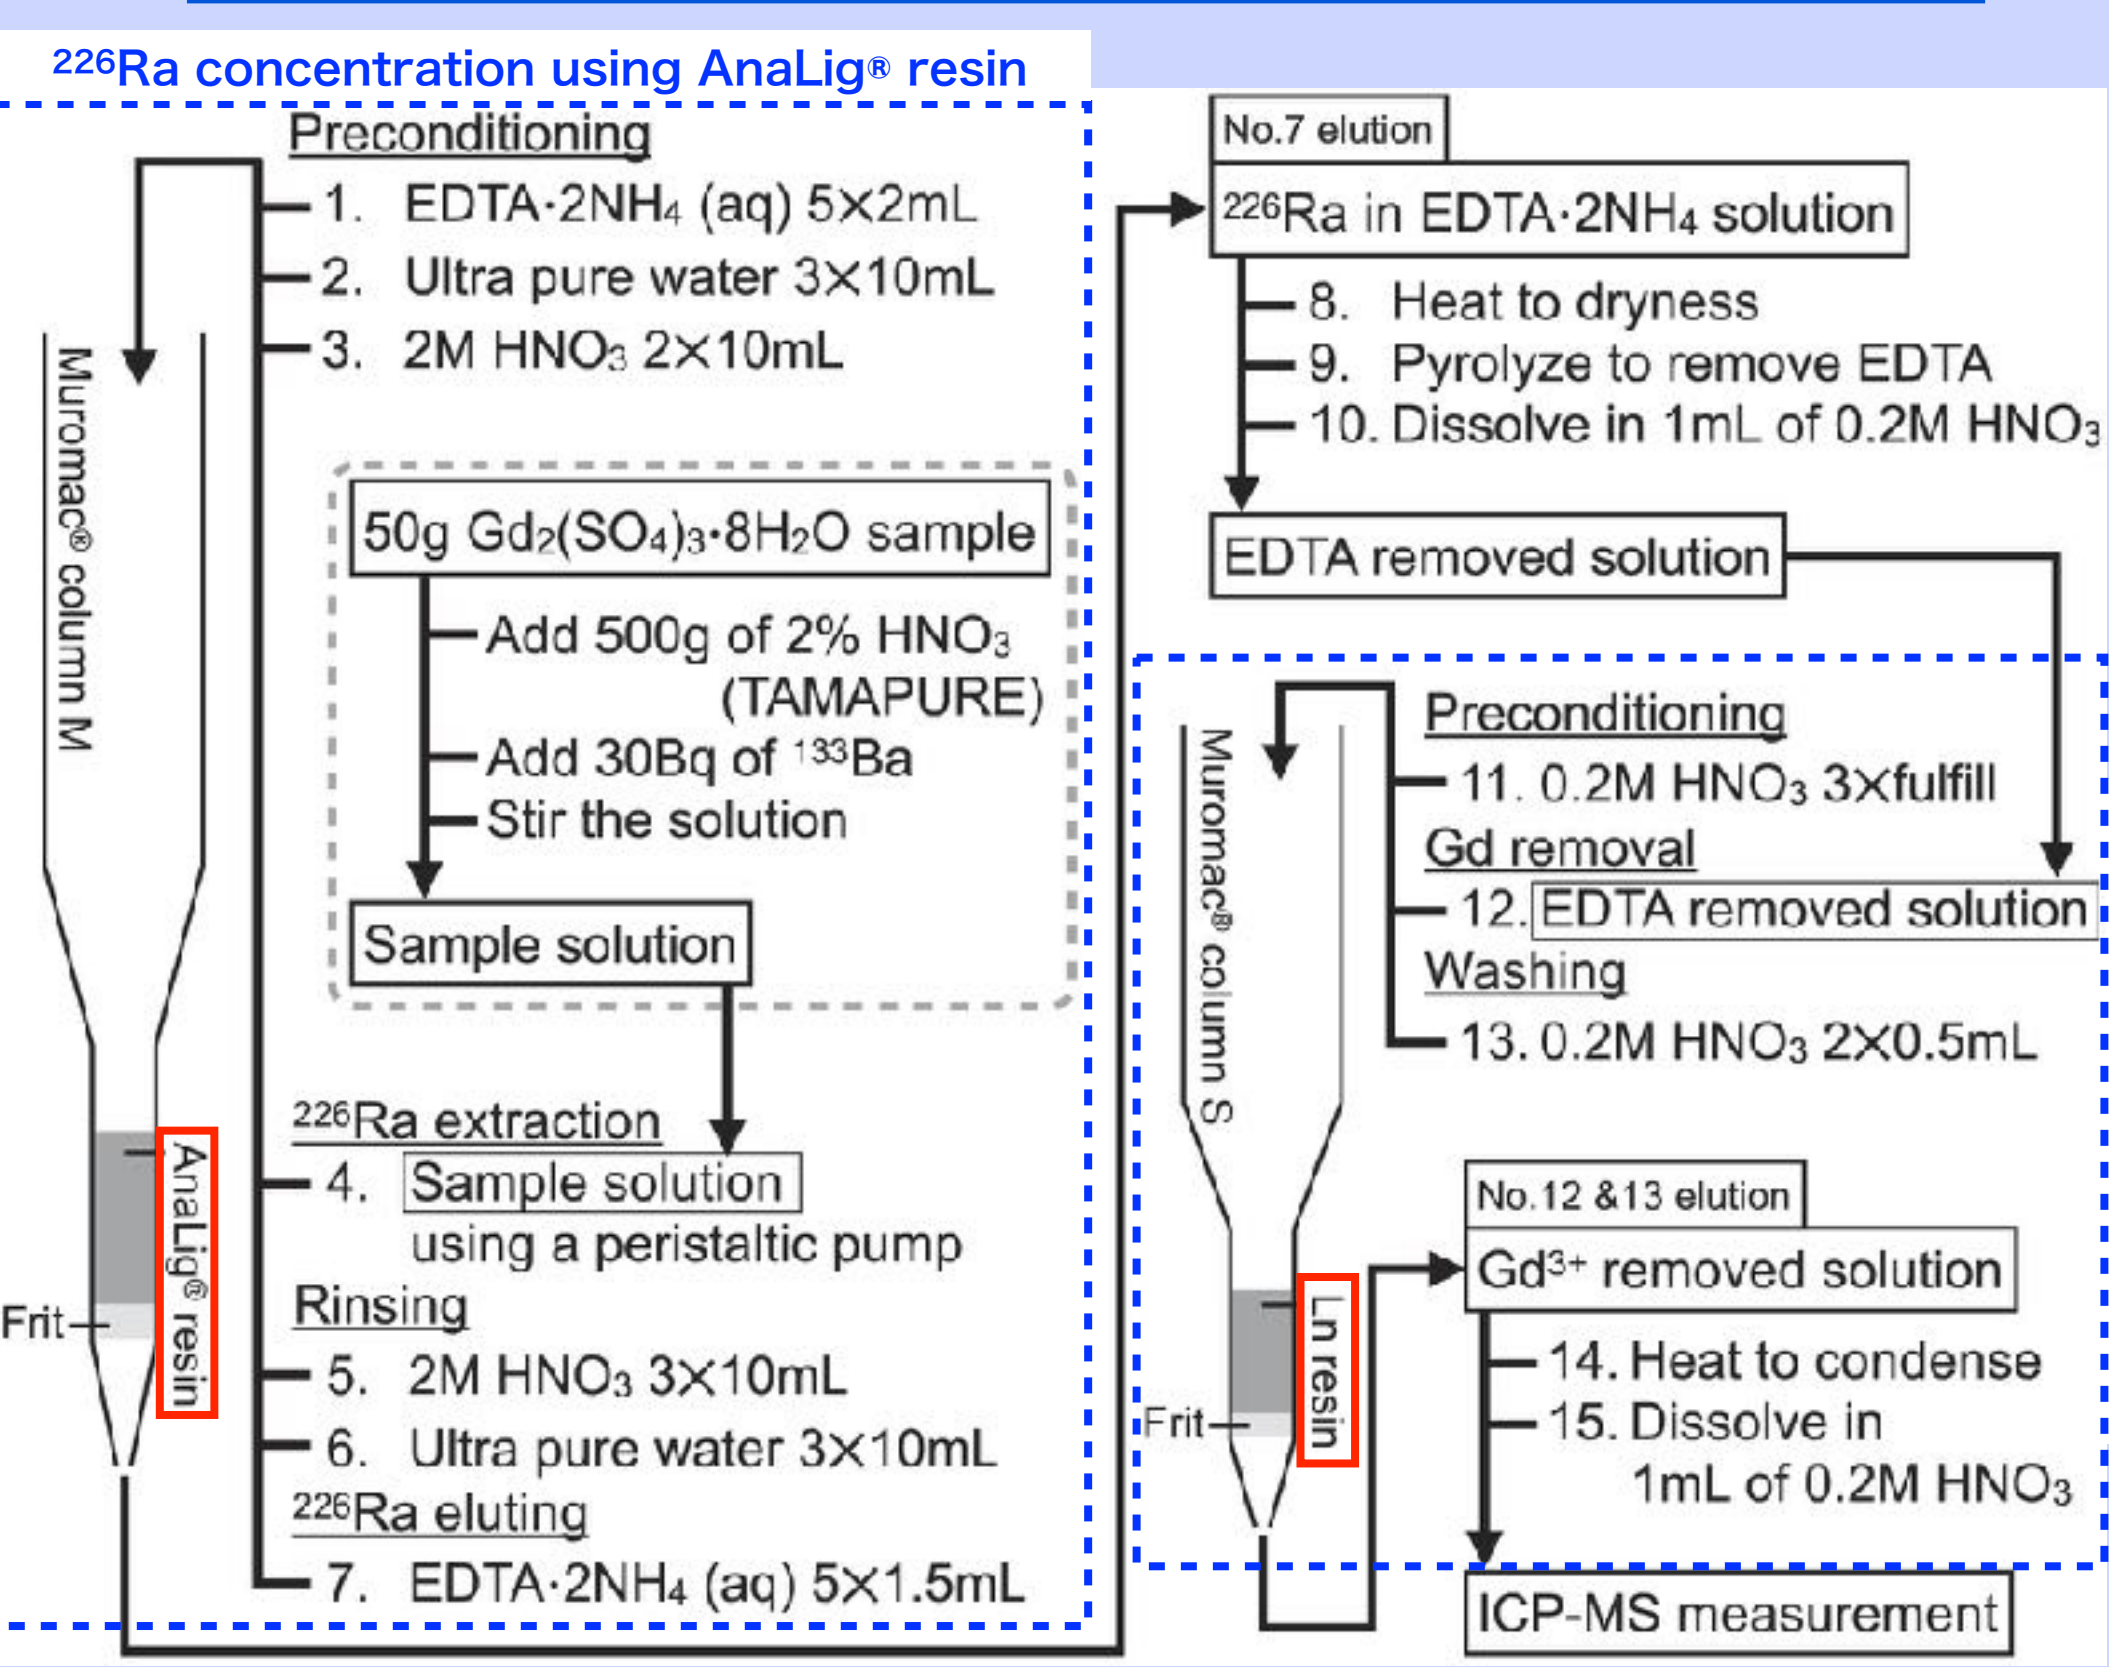 ²²⁶Ra concentration using AnaLig® resin
Preconditioning
1. EDTA·2NH₄ (aq) 5×2mL
2. Ultra pure water 3×10mL
3. 2M HNO₃ 2×10mL
Muromac® column M
50g Gd₂(SO₄)₃·8H₂O sample
Add 500g of 2% HNO₃
(TAMAPURE)
Add 30Bq of ¹³³Ba
Stir the solution
Sample solution
²²⁶Ra extraction
4. Sample solution
using a peristaltic pump
Rinsing
5. 2M HNO₃ 3×10mL
6. Ultra pure water 3×10mL
²²⁶Ra eluting
7. EDTA·2NH₄ (aq) 5×1.5mL
AnaLig® resin
Frit
No.7 elution
²²⁶Ra in EDTA·2NH₄ solution
8. Heat to dryness
9. Pyrolyze to remove EDTA
10. Dissolve in 1mL of 0.2M HNO₃
EDTA removed solution
Muromac® column S
Preconditioning
11. 0.2M HNO₃ 3×fulfill
Gd removal
12. EDTA removed solution
Washing
13. 0.2M HNO₃ 2×0.5mL
Ln resin
Frit
No.12 &13 elution
Gd³⁺ removed solution
14. Heat to condense
15. Dissolve in
1mL of 0.2M HNO₃
ICP-MS measurement